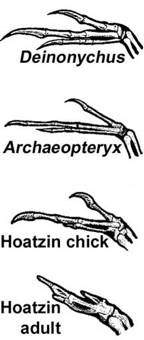 Deinonychus
Archaeopteryx
Hoatzin chick
Hoatzin
adult